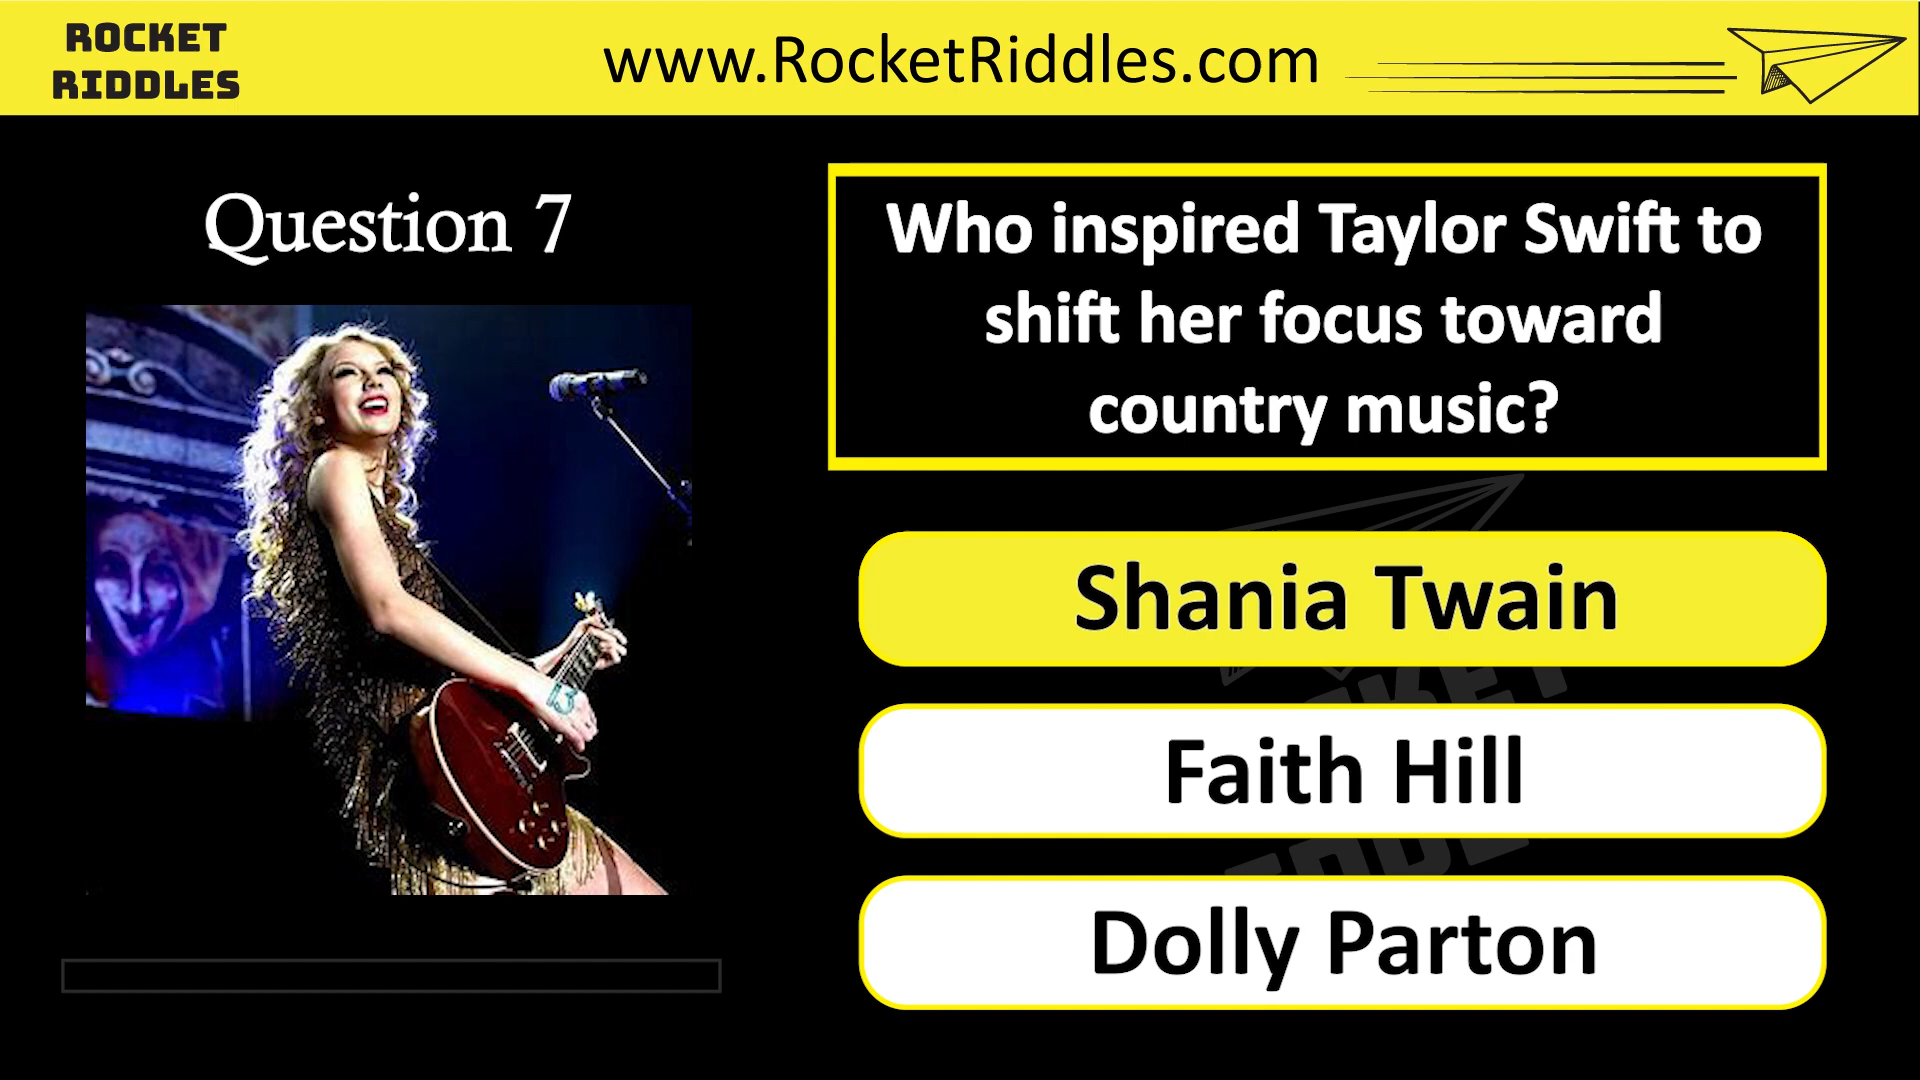 ROCKET
RIDDLES
www.RocketRiddles.com
Question 7
Who inspired Taylor Swift to
shift her focus toward
country music?
Shania Twain
Faith Hill
Dolly Parton